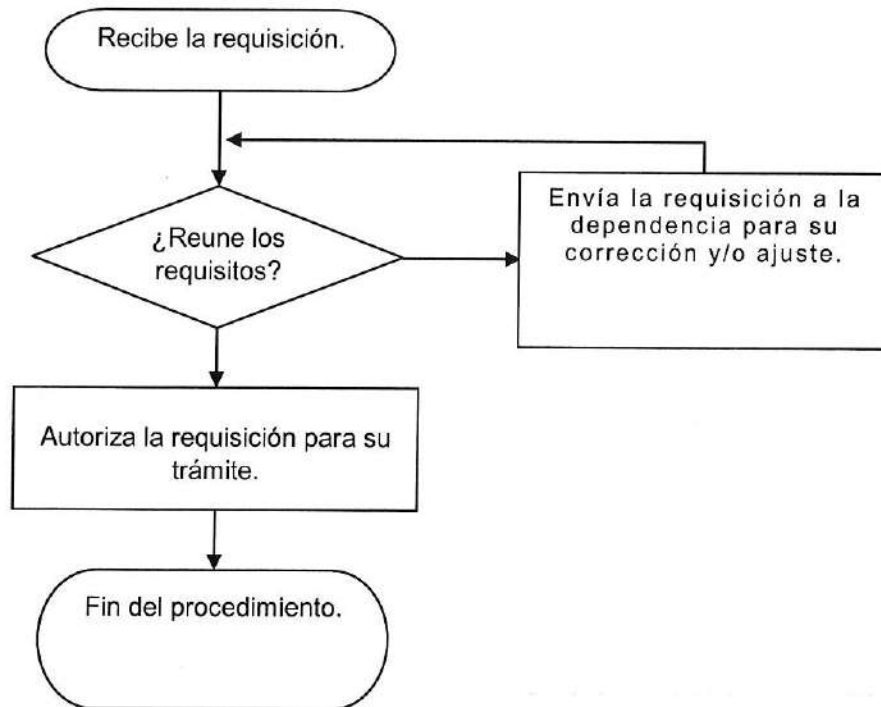 Recibe la requisición.
¿Reune los
requisitos?
Envía la requisición a la
dependencia para su
corrección y/o ajuste.
Autoriza la requisición para su
trámite.
Fin del procedimiento.